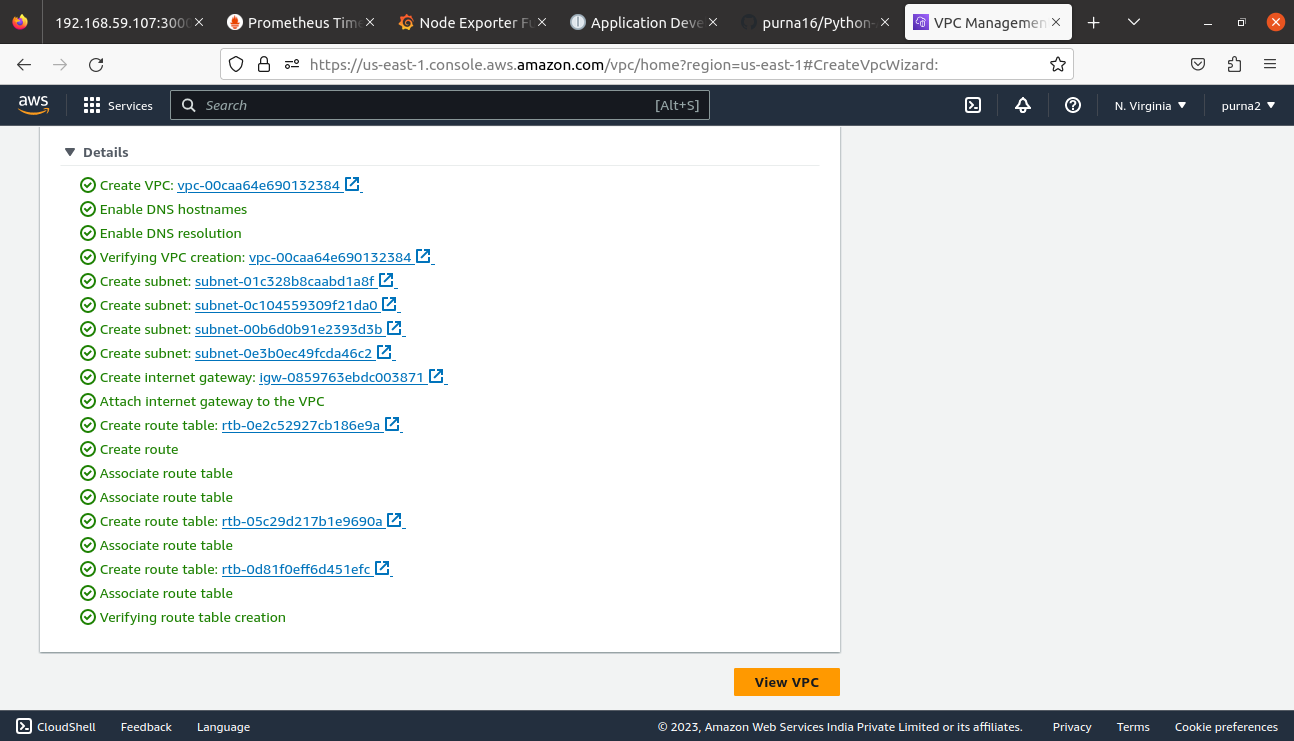 192.168.59.107:3000
Prometheus Time
Node Exporter Fu
Application Deve
purna16/Python-
VPC Managemen
https://us-east-1.console.aws.amazon.com/vpc/home?region=us-east-1#CreateVpcWizard:
aws
Services
Search
[Alt+S]
N. Virginia
purna2
Details
Create VPC: vpc-00caa64e690132384
Enable DNS hostnames
Enable DNS resolution
Verifying VPC creation: vpc-00caa64e690132384
Create subnet: subnet-01c328b8caabd1a8f
Create subnet: subnet-0c104559309f21da0
Create subnet: subnet-00b6d0b91e2393d3b
Create subnet: subnet-0e3b0ec49fcda46c2
Create internet gateway: igw-0859763ebdc003871
Attach internet gateway to the VPC
Create route table: rtb-0e2c52927cb186e9a
Create route
Associate route table
Associate route table
Create route table: rtb-05c29d217b1e9690a
Associate route table
Create route table: rtb-0d81f0eff6d451efc
Associate route table
Verifying route table creation
View VPC
CloudShell
Feedback
Language
© 2023, Amazon Web Services India Private Limited or its affiliates.
Privacy
Terms
Cookie preferences